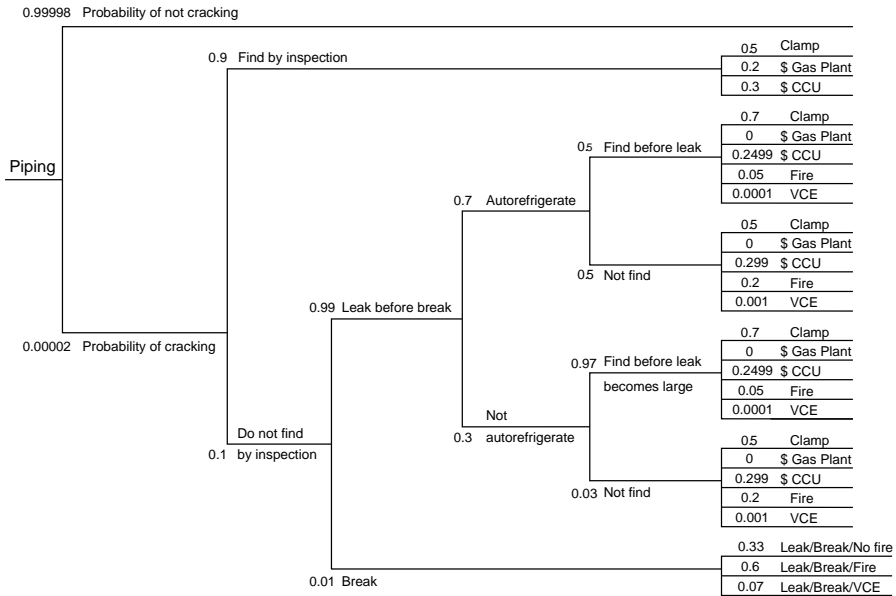 0.99998 Probability of not cracking
0.9 Find by inspection
0.5 Clamp
0.2 $ Gas Plant
0.3 $ CCU
0.7 Clamp
0 $ Gas Plant
0.5 Find before leak
0.2499 $ CCU
0.05 Fire
0.0001 VCE
Piping
0.7 Autorefrigerate
0.5 Clamp
0 $ Gas Plant
0.299 $ CCU
0.5 Not find
0.2 Fire
0.001 VCE
0.99 Leak before break
0.00002 Probability of cracking
0.7 Clamp
0 $ Gas Plant
0.97 Find before leak
becomes large
0.2499 $ CCU
0.05 Fire
0.0001 VCE
Not
0.3 autorefrigerate
Do not find
0.1 by inspection
0.5 Clamp
0 $ Gas Plant
0.299 $ CCU
0.03 Not find
0.2 Fire
0.001 VCE
0.33 Leak/Break/No fire
0.6 Leak/Break/Fire
0.01 Break
0.07 Leak/Break/VCE